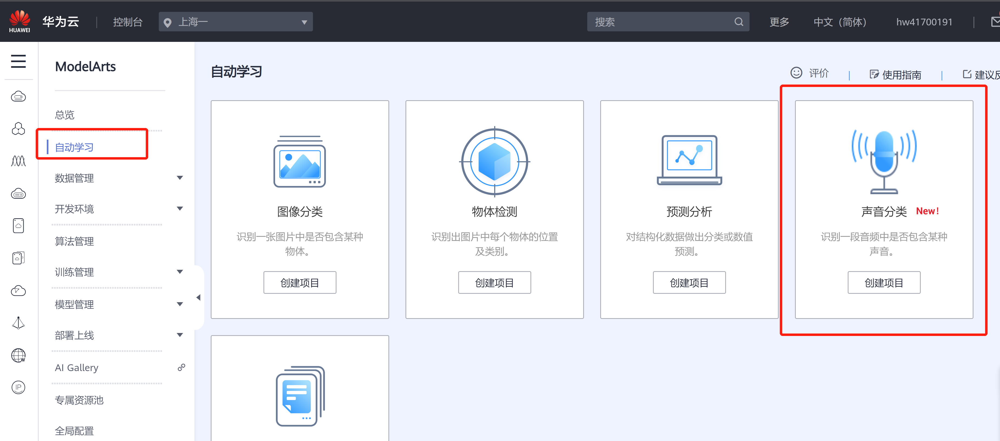 HUAWEI
华为云
控制台
上海一
搜索
更多
中文（简体）
hw41700191
ModelArts
总览
自动学习
数据管理
开发环境
算法管理
训练管理
模型管理
部署上线
AI Gallery
专属资源池
全局配置
W
IP
自动学习
评价
使用指南
建议反
图像分类
识别一张图片中是否包含某种
物体。
创建项目
物体检测
识别出图片中每个物体的位置
及类别。
创建项目
预测分析
对结构化数据做出分类或数值
预测。
创建项目
声音分类 New!
识别一段音频中是否包含某种
声音。
创建项目